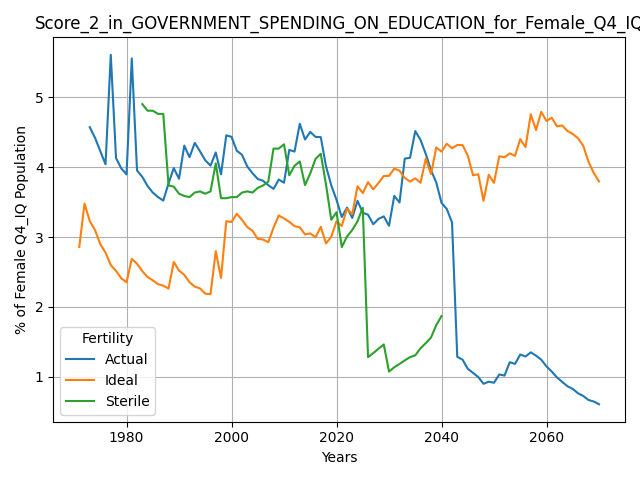 Score_2_in_GOVERNMENT_SPENDING_ON_EDUCATION_for_Female_Q4_IQ
% of Female Q4_IQ Population
5
4
3
2
1
Fertility
Actual
Ideal
Sterile
1980 2000 2020 2040 2060
Years